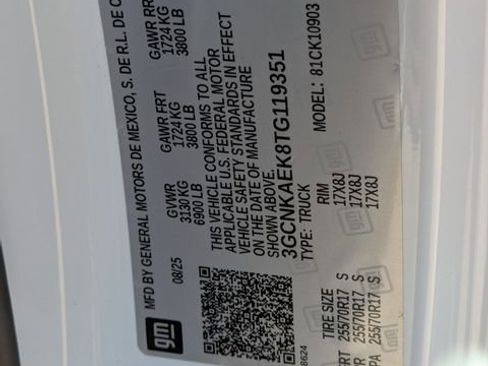 MFD BY GENERAL MOTORS DE MEXICO, S. DE R.L. DE C
08/25 GVWR GAWR FRT GAWR RR
3130 KG 1724 KG 1724 KG
6900 LB 3800 LB 3800 LB
THIS VEHICLE CONFORMS TO ALL
APPLICABLE U.S. FEDERAL MOTOR
VEHICLE SAFETY STANDARDS IN EFFECT
ON THE DATE OF MANUFACTURE
SHOWN ABOVE.
3GCNKAEK8TG119351
TYPE: TRUCK MODEL: 81CK10903
gm
8624
TIRE SIZE RIM
255/70R17 S 17X8J
255/70R17 S 17X8J
255/70R17 S 17X8J